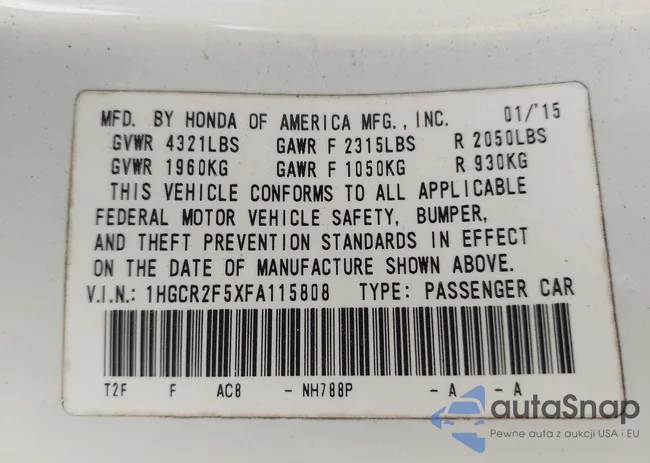 MFD. BY HONDA OF AMERICA MFG., INC. 01/'15
GVWR 4321LBS GAWR F 2315LBS R 2050LBS
GVWR 1960KG GAWR F 1050KG R 930KG
THIS VEHICLE CONFORMS TO ALL APPLICABLE
FEDERAL MOTOR VEHICLE SAFETY, BUMPER,
AND THEFT PREVENTION STANDARDS IN EFFECT
ON THE DATE OF MANUFACTURE SHOWN ABOVE.
V.I.N.: 1HGCR2F5XFA115808 TYPE: PASSENGER CAR
T2F F AC8 - NH788P - A - A
autaSnap
Pewne auta z aukcji USA i EU